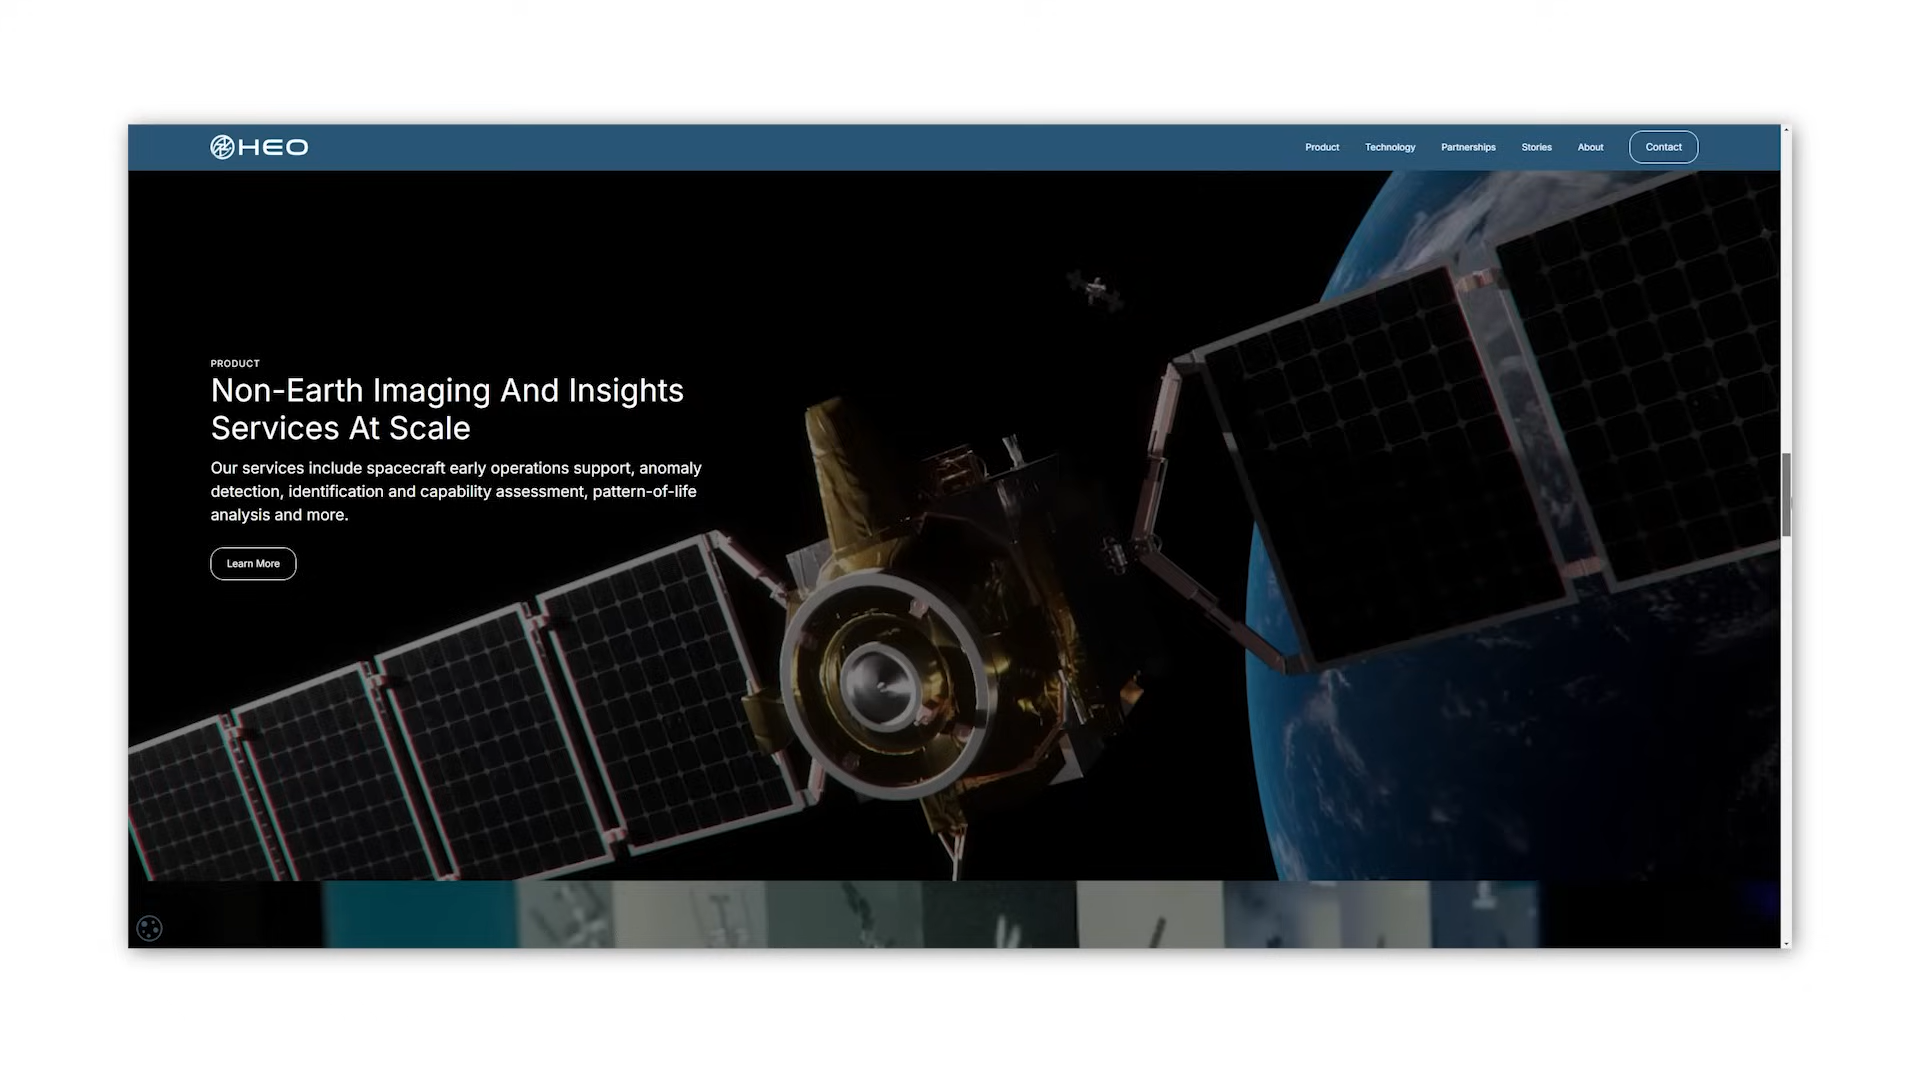 HEO
Product
Technology
Partnerships
Stories
About
Contact
PRODUCT
Non-Earth Imaging And Insights
Services At Scale
Our services include spacecraft early operations support, anomaly
detection, identification and capability assessment, pattern-of-life
analysis and more.
Learn More